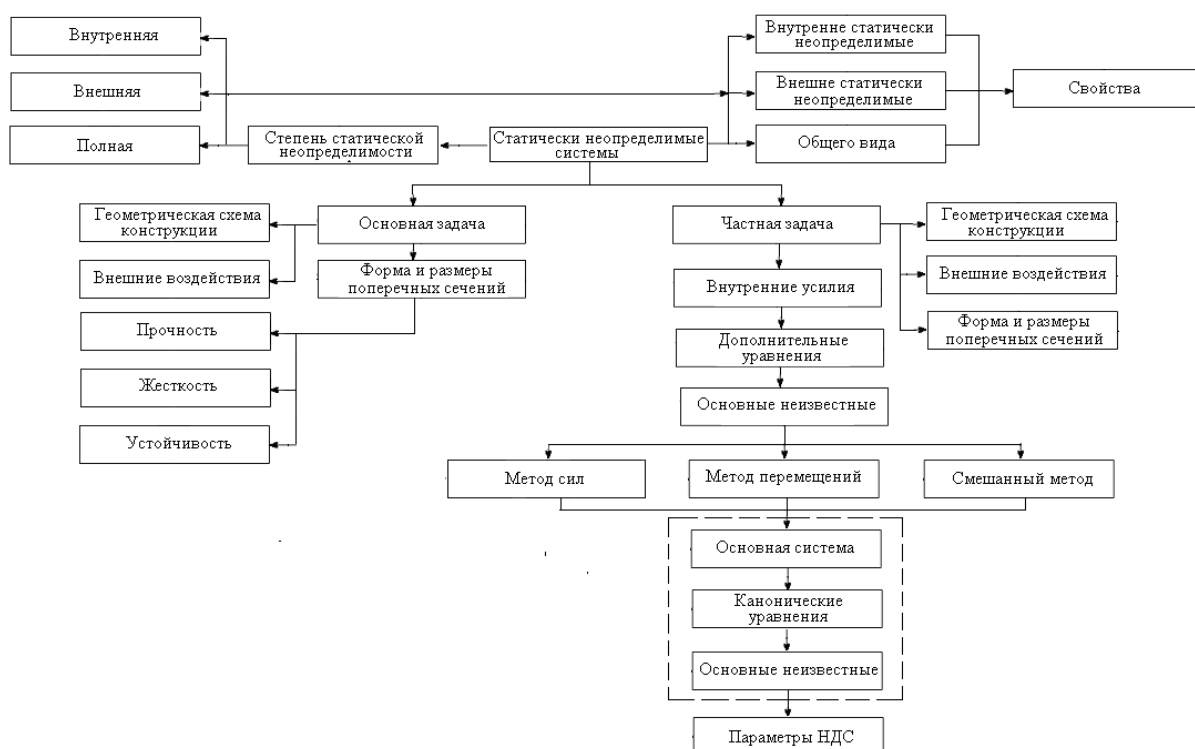 Внутренняя
Внешняя
Полная
Степень статической
неопределимости
Статически неопределимые
системы
Внутренне статически
неопределимые
Внешне статически
неопределимые
Общего вида
Свойства
Геометрическая схема
конструкции
Внешние воздействия
Основная задача
Форма и размеры
поперечных сечений
Прочность
Жесткость
Устойчивость
Частная задача
Геометрическая схема
конструкции
Внешние воздействия
Форма и размеры
поперечных сечений
Внутренние усилия
Дополнительные
уравнения
Основные неизвестные
Метод сил
Метод перемещений
Смешанный метод
Основная система
Канонические
уравнения
Основные неизвестные
Параметры НДС